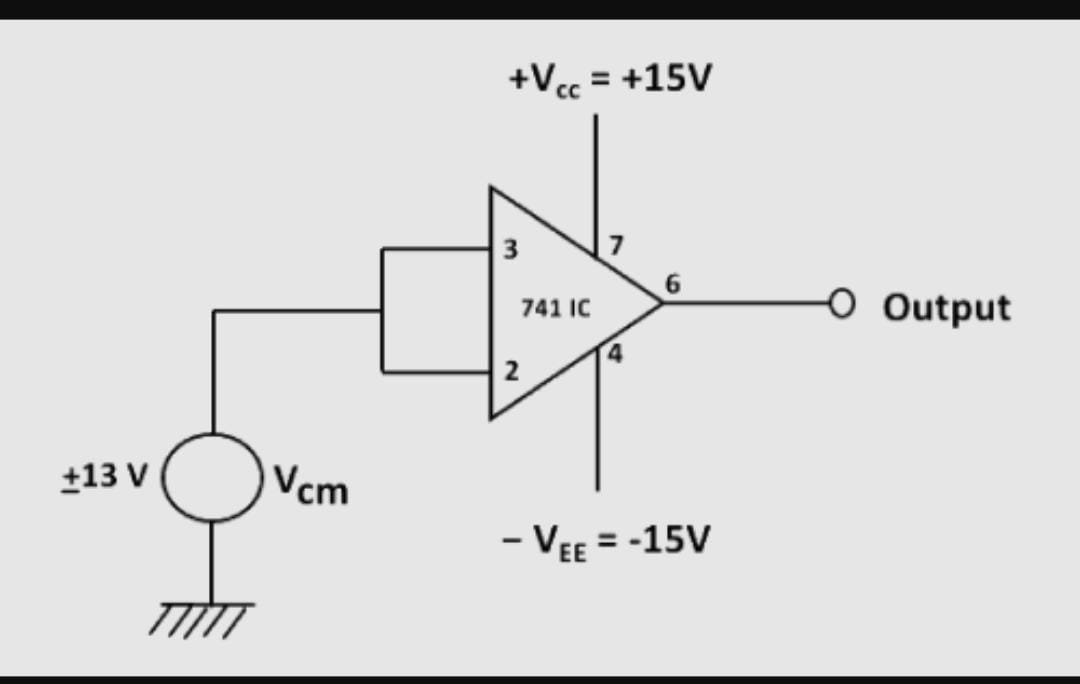 +Vcc = +15V
3
7
6
741 IC
Output
2
4
±13 V
Vcm
– VEE = -15V